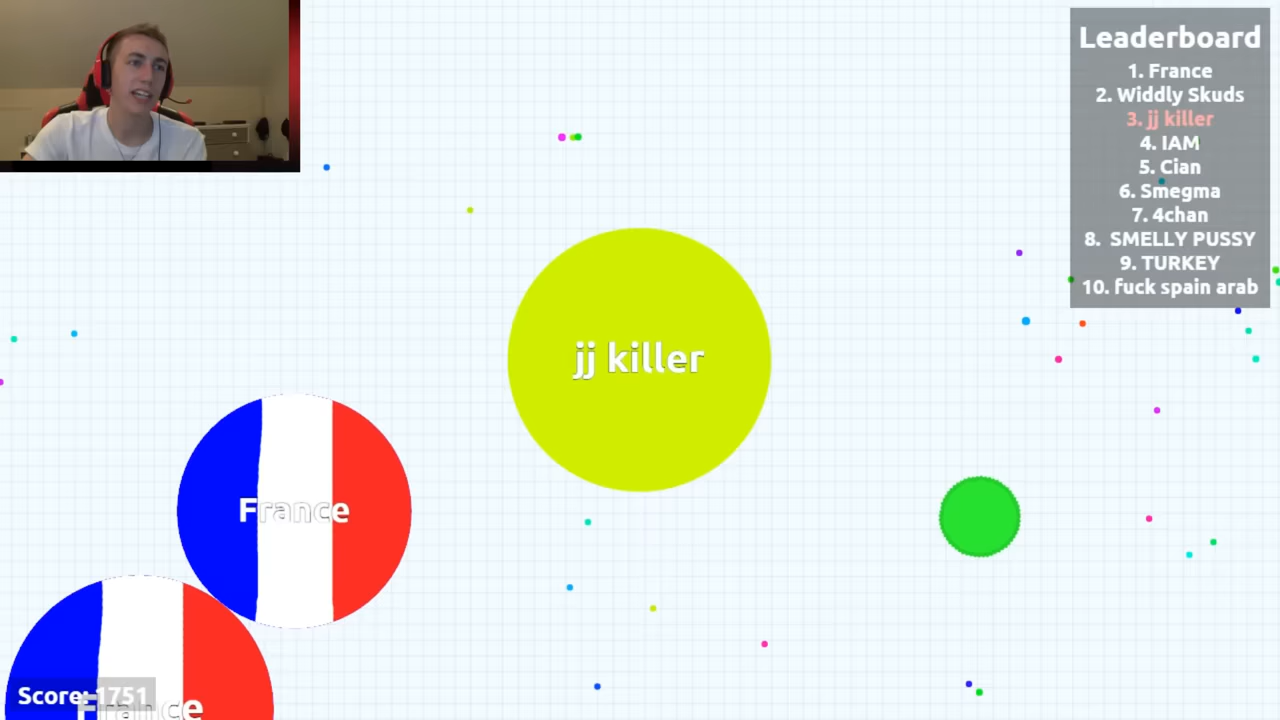 Leaderboard
1. France
2. Widdly Skuds
3. jj killer
4. IAM
5. Cian
6. Smegma
7. 4chan
8. SMELLY PUSSY
9. TURKEY
10. fuck spain arab
jj killer
France
Score: 1751
France